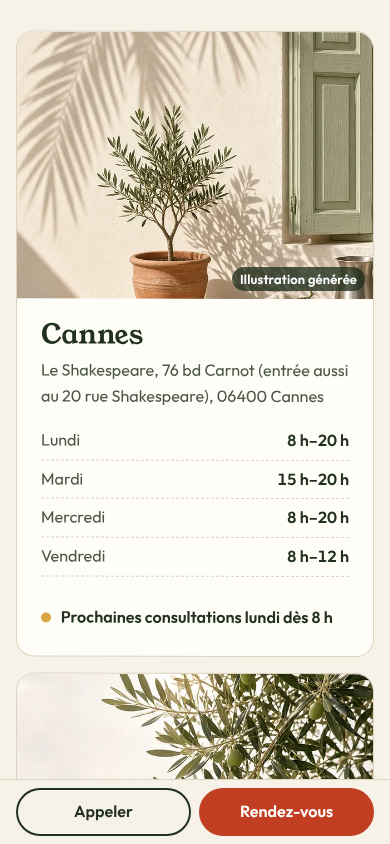 Illustration générée
Cannes
Le Shakespeare, 76 bd Carnot (entrée aussi
au 20 rue Shakespeare), 06400 Cannes
Lundi 8 h–20 h
Mardi 15 h–20 h
Mercredi 8 h–20 h
Vendredi 8 h–12 h
Prochaines consultations lundi dès 8 h
Appeler Rendez-vous